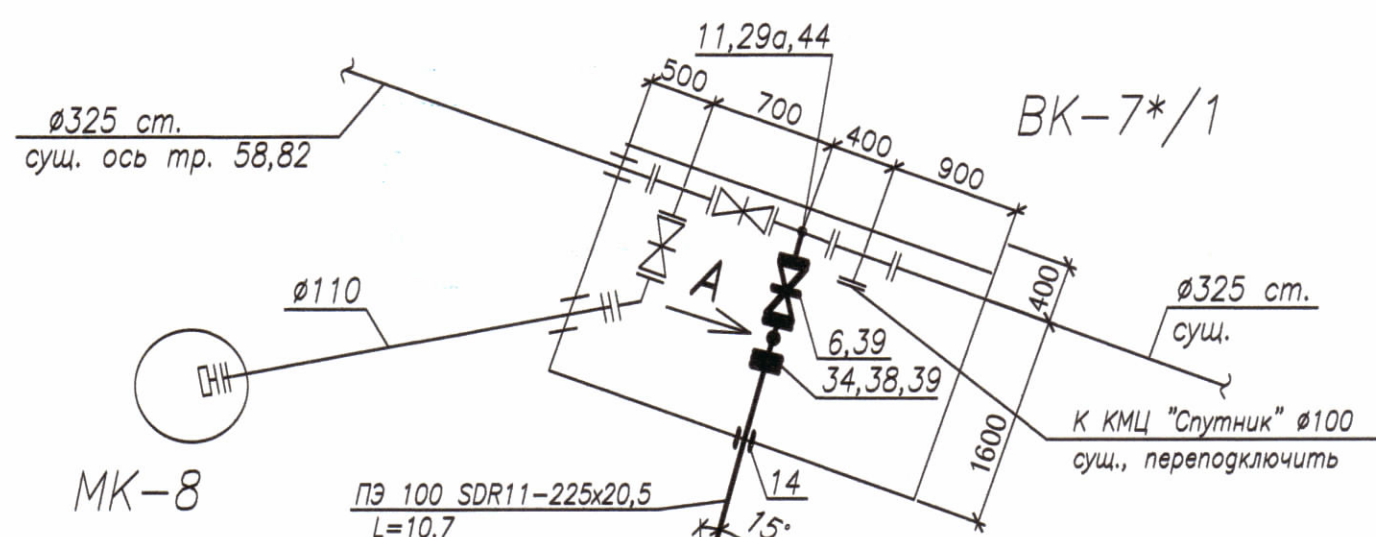 11,29а,44
500
700
400
900
ВК-7*/1
ø325 ст.
сущ. ось тр. 58,82
ø110
А
400
ø325 ст.
сущ.
6,39
34,38,39
1600
К КМЦ "Спутник" ø100
сущ., переподключить
МК-8
14
ПЭ 100 SDR11-225х20,5
L=10.7
15°